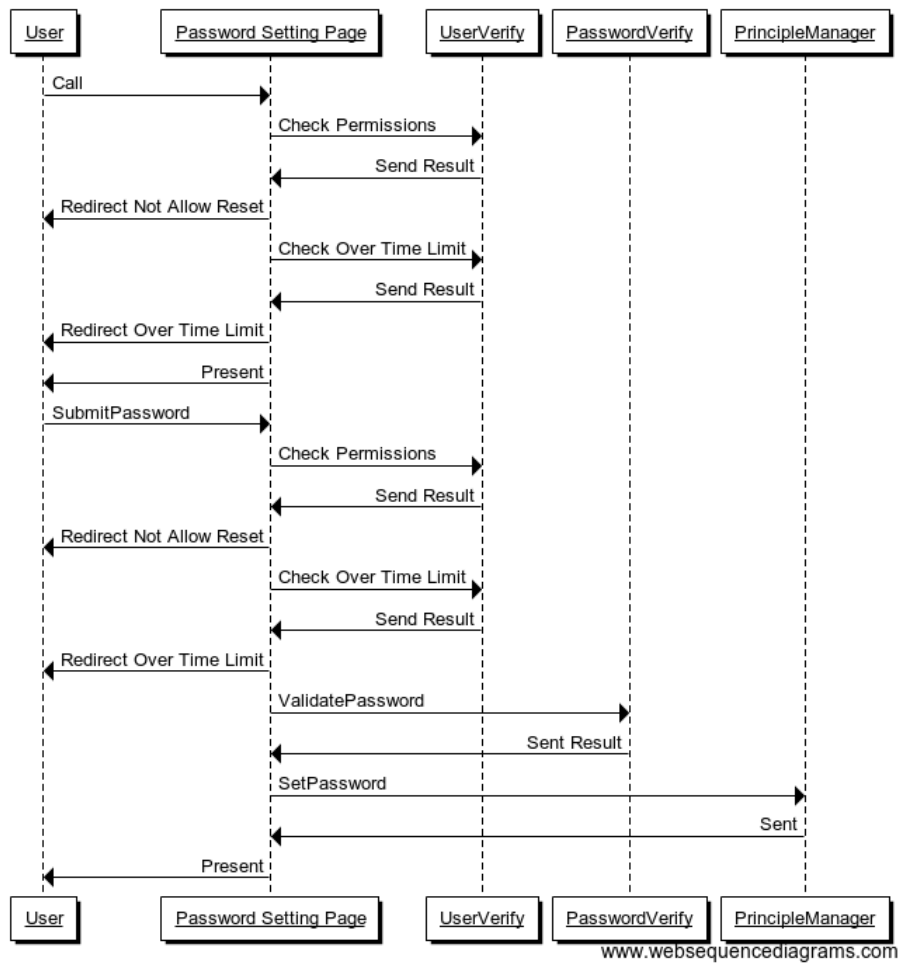 User Password Setting Page UserVerify PasswordVerify PrincipleManager
Call
Check Permissions
Send Result
Redirect Not Allow Reset
Check Over Time Limit
Send Result
Redirect Over Time Limit
Present
SubmitPassword
Check Permissions
Send Result
Redirect Not Allow Reset
Check Over Time Limit
Send Result
Redirect Over Time Limit
ValidatePassword
Sent Result
SetPassword
Sent
Present
User Password Setting Page UserVerify PasswordVerify PrincipleManager
www.websequencediagrams.com